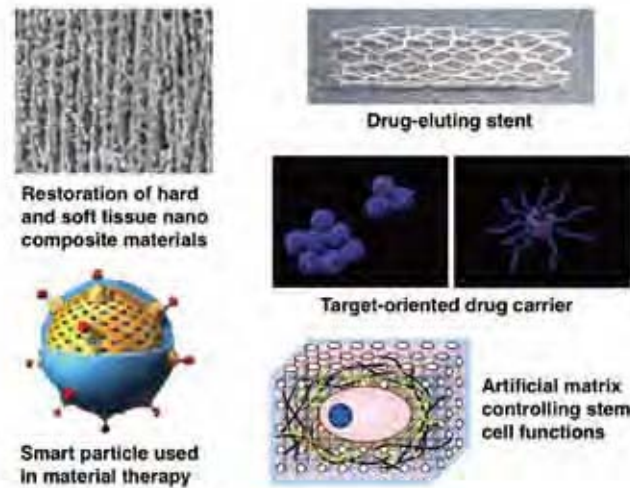 Drug-eluting stent
Restoration of hard
and soft tissue nano
composite materials
Target-oriented drug carrier
Artificial matrix
controlling stem
cell functions
Smart particle used
in material therapy